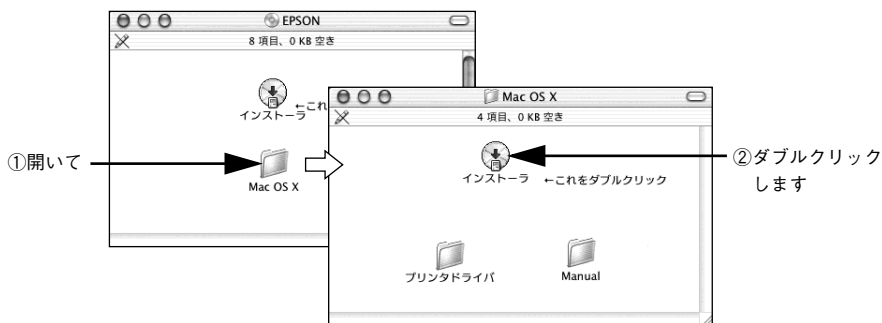 EPSON
8 項目、0 KB 空き
←これ
インストーラ
Mac OS X
①開いて
Mac OS X
4 項目、0 KB 空き
インストーラ ←これをダブルクリック
②ダブルクリック
します
プリンタドライバ Manual